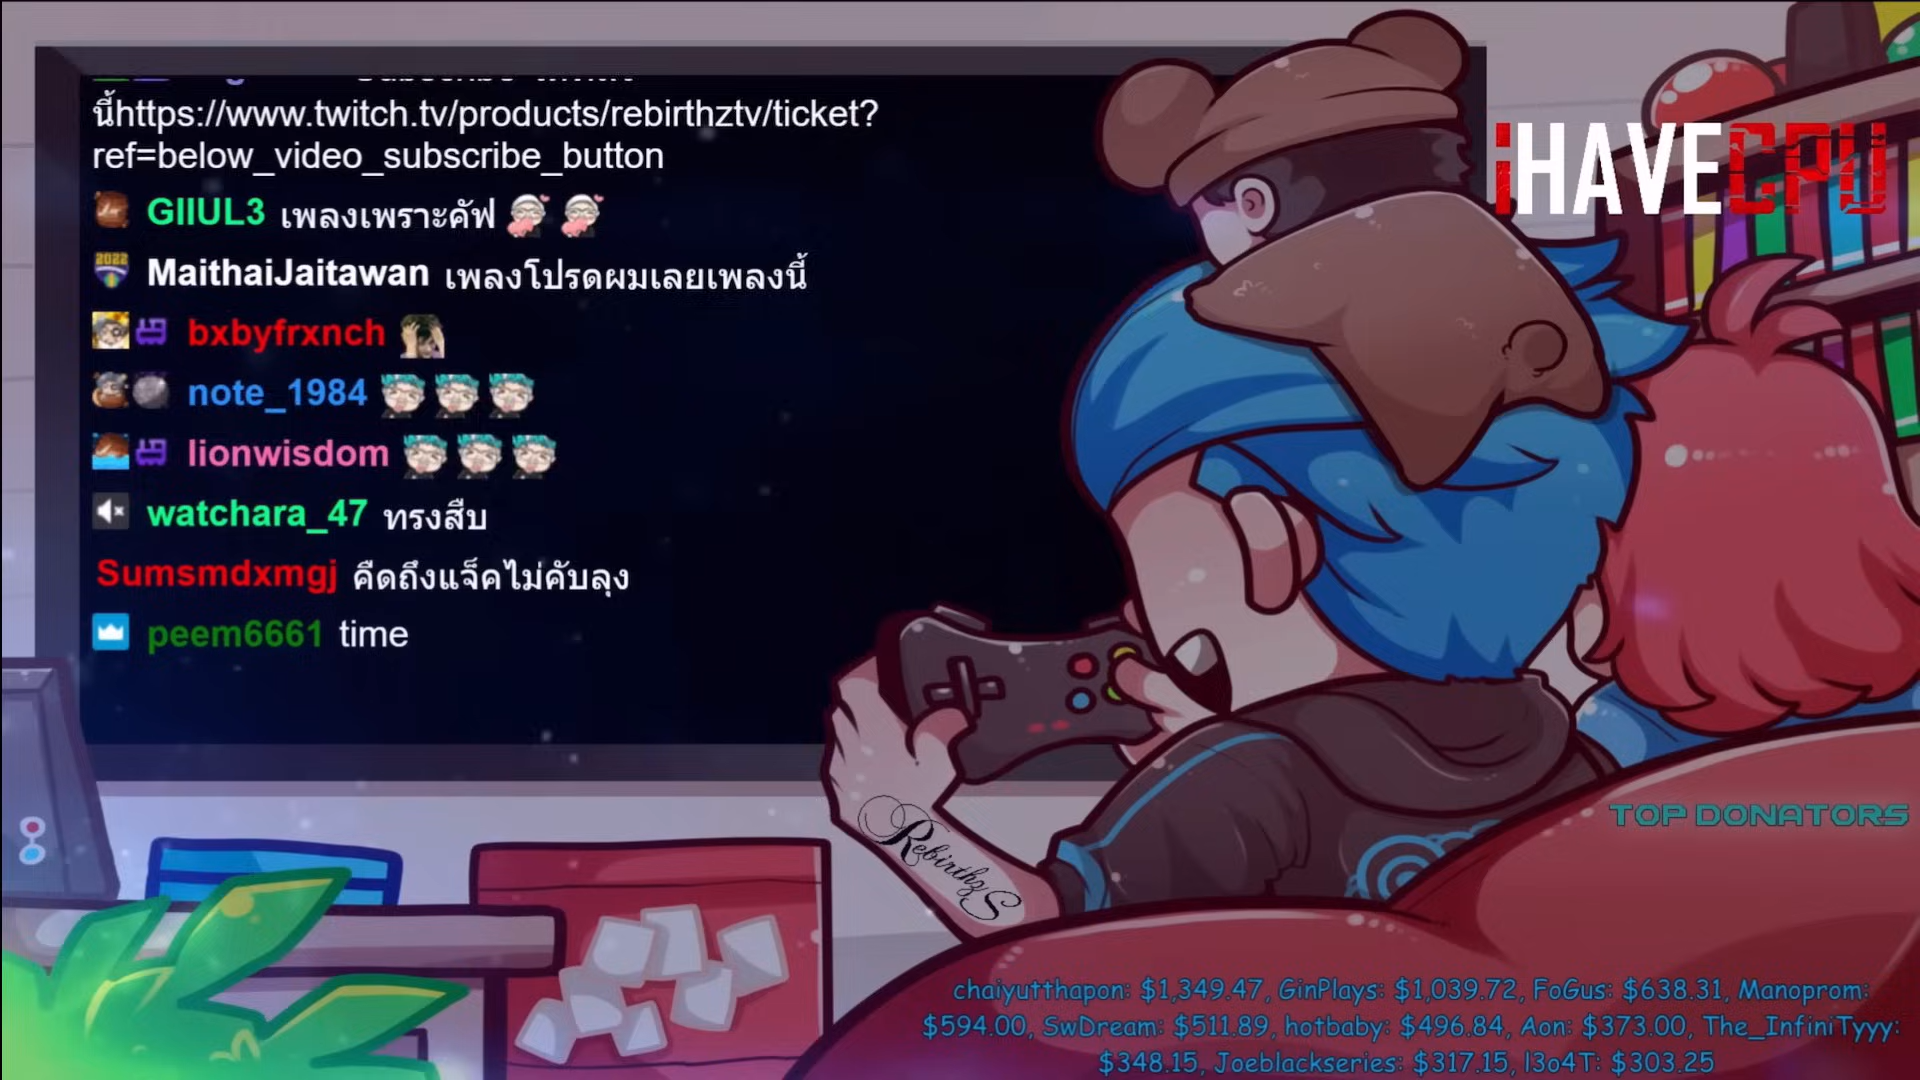 นี้https://www.twitch.tv/products/rebirthztv/ticket?
ref=below_video_subscribe_button
GIIUL3 เพลงเพราะคัฟ
2022
MaithaiJaitawan เพลงโปรดผมเลยเพลงนี้
bxbyfrxnch
note_1984
lionwisdom
watchara_47 ทรงสืบ
Sumsmdxmgj คืดถึงแจ็คไม่คับลุง
peem6661 time
iHAVECPU
RebirthzS
TOP DONATORS
chaiyutthapon: $1,349.47, GinPlays: $1,039.72, FoGus: $638.31, Manoprom:
$594.00, SwDream: $511.89, hotbaby: $496.84, Aon: $373.00, The_InfiniTyyy:
$348.15, Joeblackseries: $317.15, l3o4T: $303.25